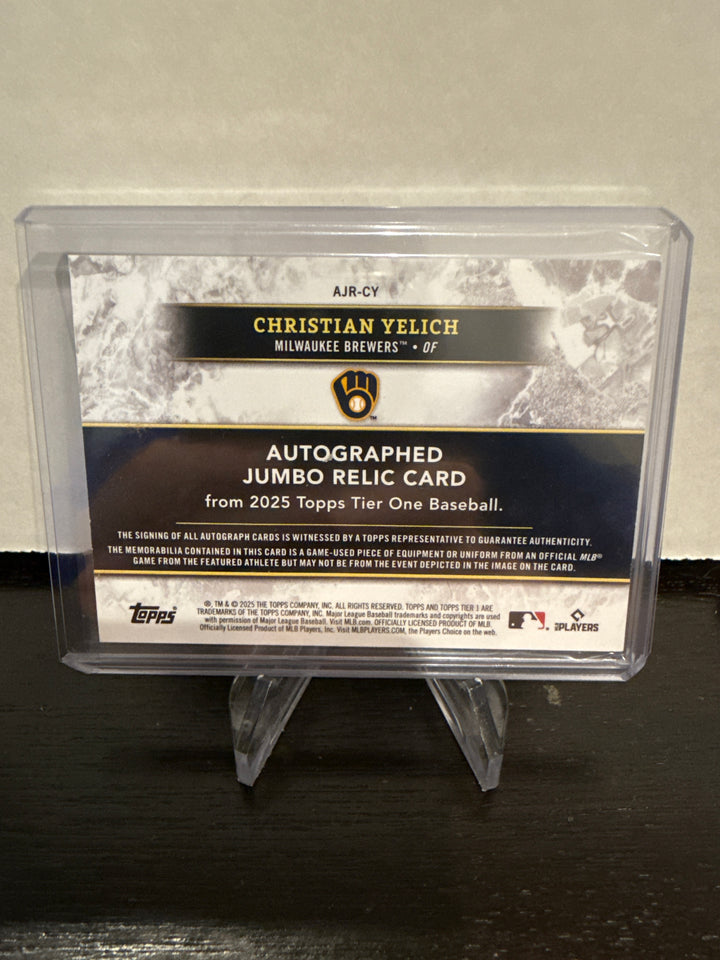 AJR-CY
CHRISTIAN YELICH
MILWAUKEE BREWERS™ • OF
™
AUTOGRAPHED
JUMBO RELIC CARD
from 2025 Topps Tier One Baseball.
THE SIGNING OF ALL AUTOGRAPH CARDS IS WITNESSED BY A TOPPS REPRESENTATIVE TO GUARANTEE AUTHENTICITY.
THE MEMORABILIA CONTAINED IN THIS CARD IS A GAME-USED PIECE OF EQUIPMENT OR UNIFORM FROM AN OFFICIAL MLB®
GAME FROM THE FEATURED ATHLETE BUT MAY NOT BE FROM THE EVENT DEPICTED IN THE IMAGE ON THE CARD.
topps
®, TM & © 2025 THE TOPPS COMPANY, INC. ALL RIGHTS RESERVED. TOPPS AND TOPPS TIER 1 ARE
TRADEMARKS OF THE TOPPS COMPANY, INC. Major League Baseball trademarks and copyrights are used
with permission of Major League Baseball. Visit MLB.com. OFFICIALLY LICENSED PRODUCT OF MLB
Officially Licensed Product of MLB Players, Inc. Visit MLBPLAYERS.COM, the Players Choice on the web.
MLB PLAYERS